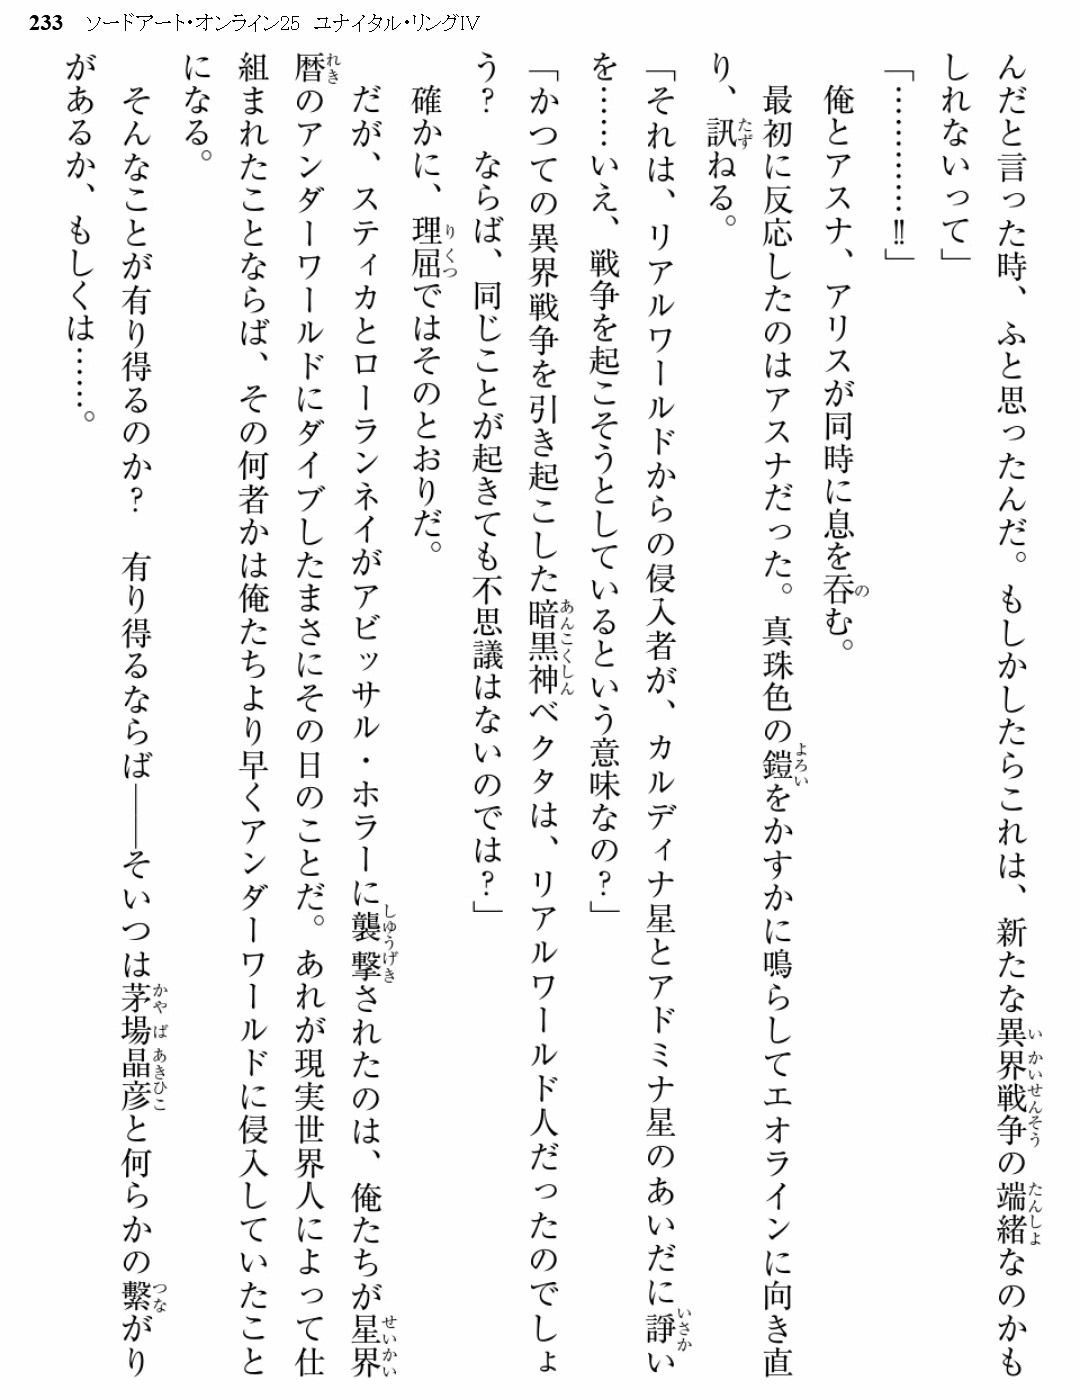 233 ソードアート・オンライン25 ユナイタル・リングIV
んだと言った時、ふと思ったんだ。もしかしたらこれは、新たな異界戦争の端緒なのかも
しれないって」
「…………!!」
俺とアスナ、アリスが同時に息を呑む。
最初に反応したのはアスナだった。真珠色の鎧をかすかに鳴らしてエオラインに向き直
り、訊ねる。
「それは、リアルワールドからの侵入者が、カルディナ星とアドミナ星のあいだに諍い
を……いえ、戦争を起こそうとしているという意味なの?」
「かつての異界戦争を引き起こした暗黒神ベクタは、リアルワールド人だったのでしょ
う? ならば、同じことが起きても不思議はないのでは?」
確かに、理屈ではそのとおりだ。
だが、スティカとローランネイがアビッサル・ホラーに襲撃されたのは、俺たちが星界
暦のアンダーワールドにダイブしたまさにその日のことだ。あれが現実世界人によって仕
組まれたことならば、その何者かは俺たちより早くアンダーワールドに侵入していたこと
になる。
そんなことが有り得るのか? 有り得るならば――そいつは茅場晶彦と何らかの繋がり
があるか、もしくは……。